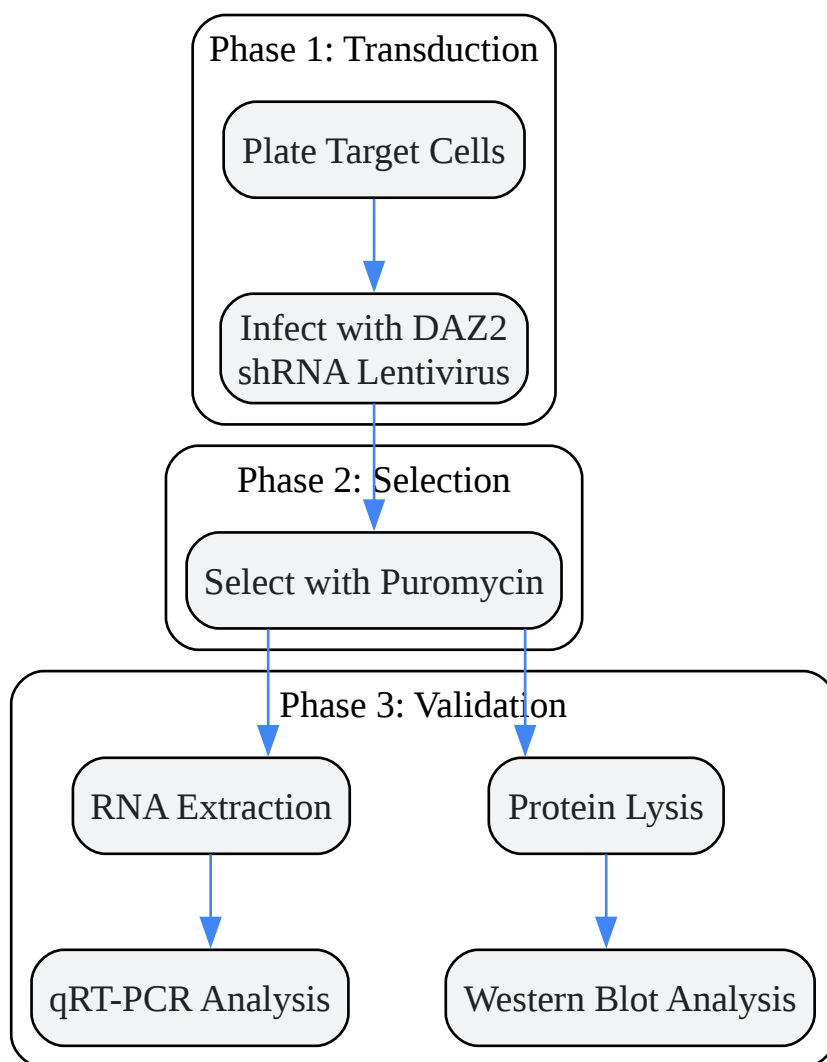 Phase 1: Transduction
Plate Target Cells
Infect with DAZ2
shRNA Lentivirus
Phase 2: Selection
Select with Puromycin
Phase 3: Validation
RNA Extraction
Protein Lysis
qRT-PCR Analysis
Western Blot Analysis